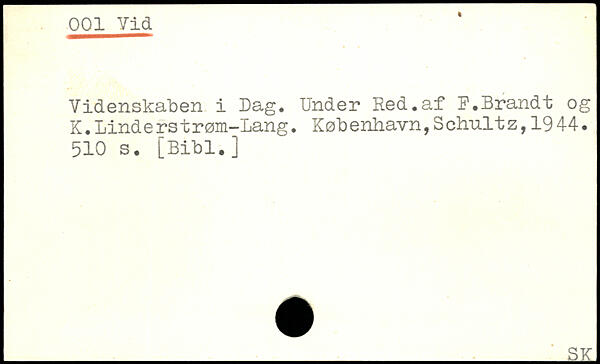 001 Vid
Videnskaben i Dag. Under Red.af F.Brandt og
K.Linderstrøm-Lang. København,Schultz,1944.
510 s. [Bibl.]
SK